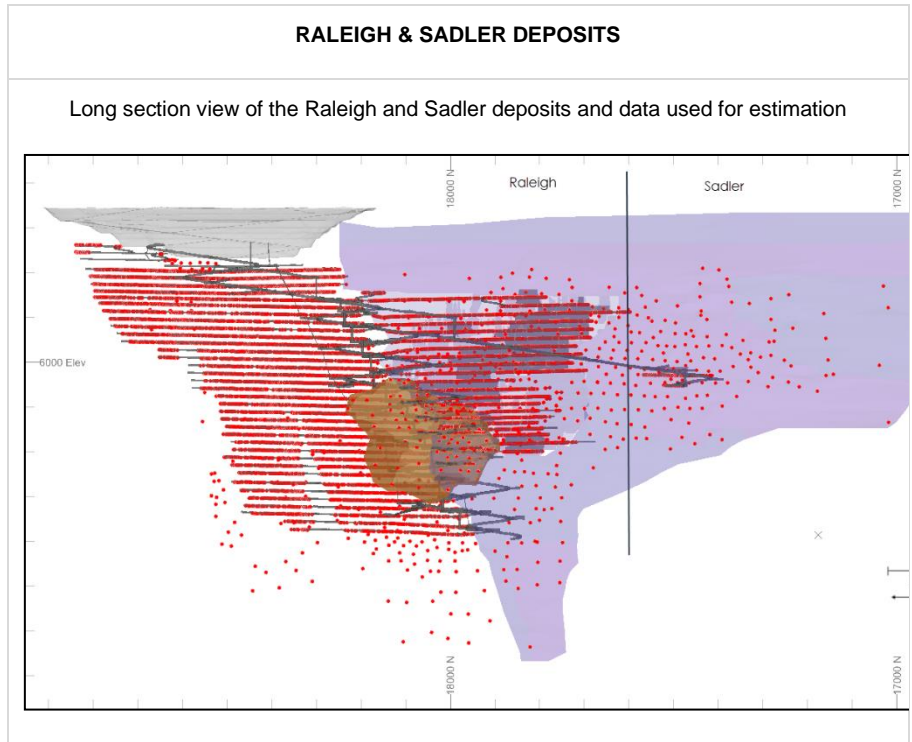 RALEIGH & SADLER DEPOSITS
Long section view of the Raleigh and Sadler deposits and data used for estimation
18000 N
17000 N
Raleigh
Sadler
6000 Elev
18000 N
17000 N